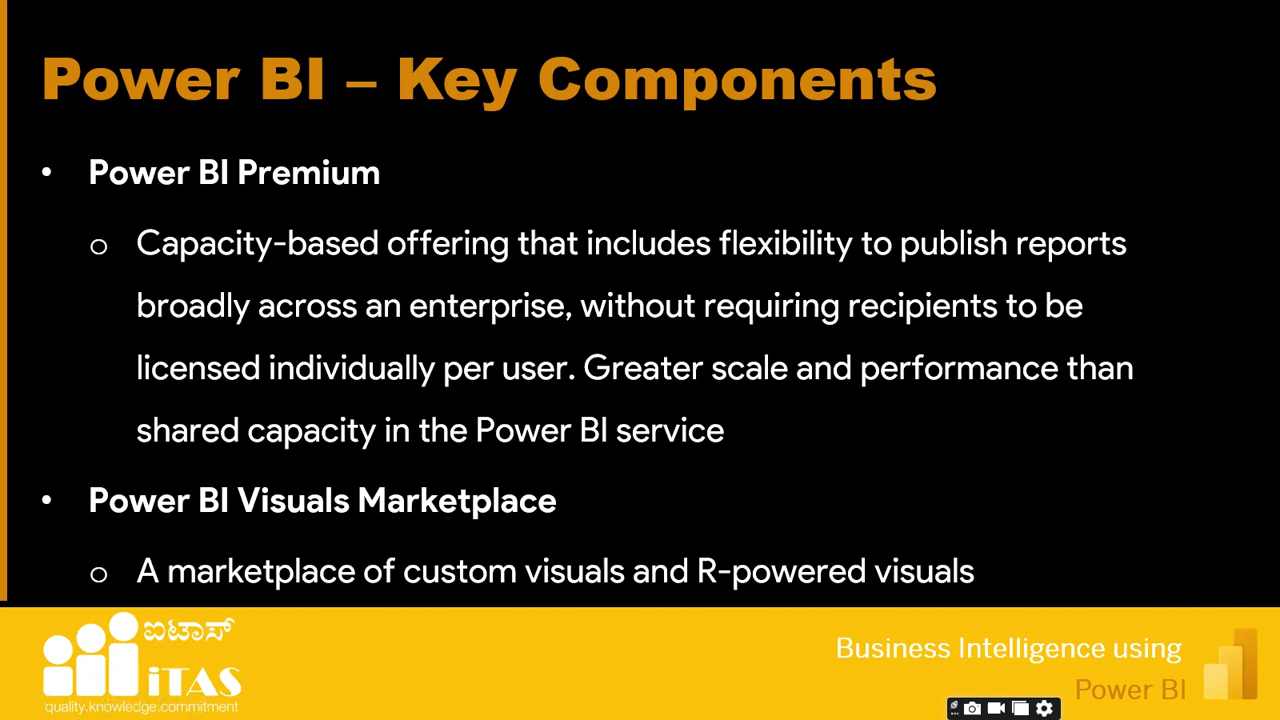 Power BI – Key Components
• Power BI Premium
o Capacity-based offering that includes flexibility to publish reports
broadly across an enterprise, without requiring recipients to be
licensed individually per user. Greater scale and performance than
shared capacity in the Power BI service
• Power BI Visuals Marketplace
o A marketplace of custom visuals and R-powered visuals
ಐಟಾಸ್
iTAS
quality.knowledge.commitment
Business Intelligence using
Power BI